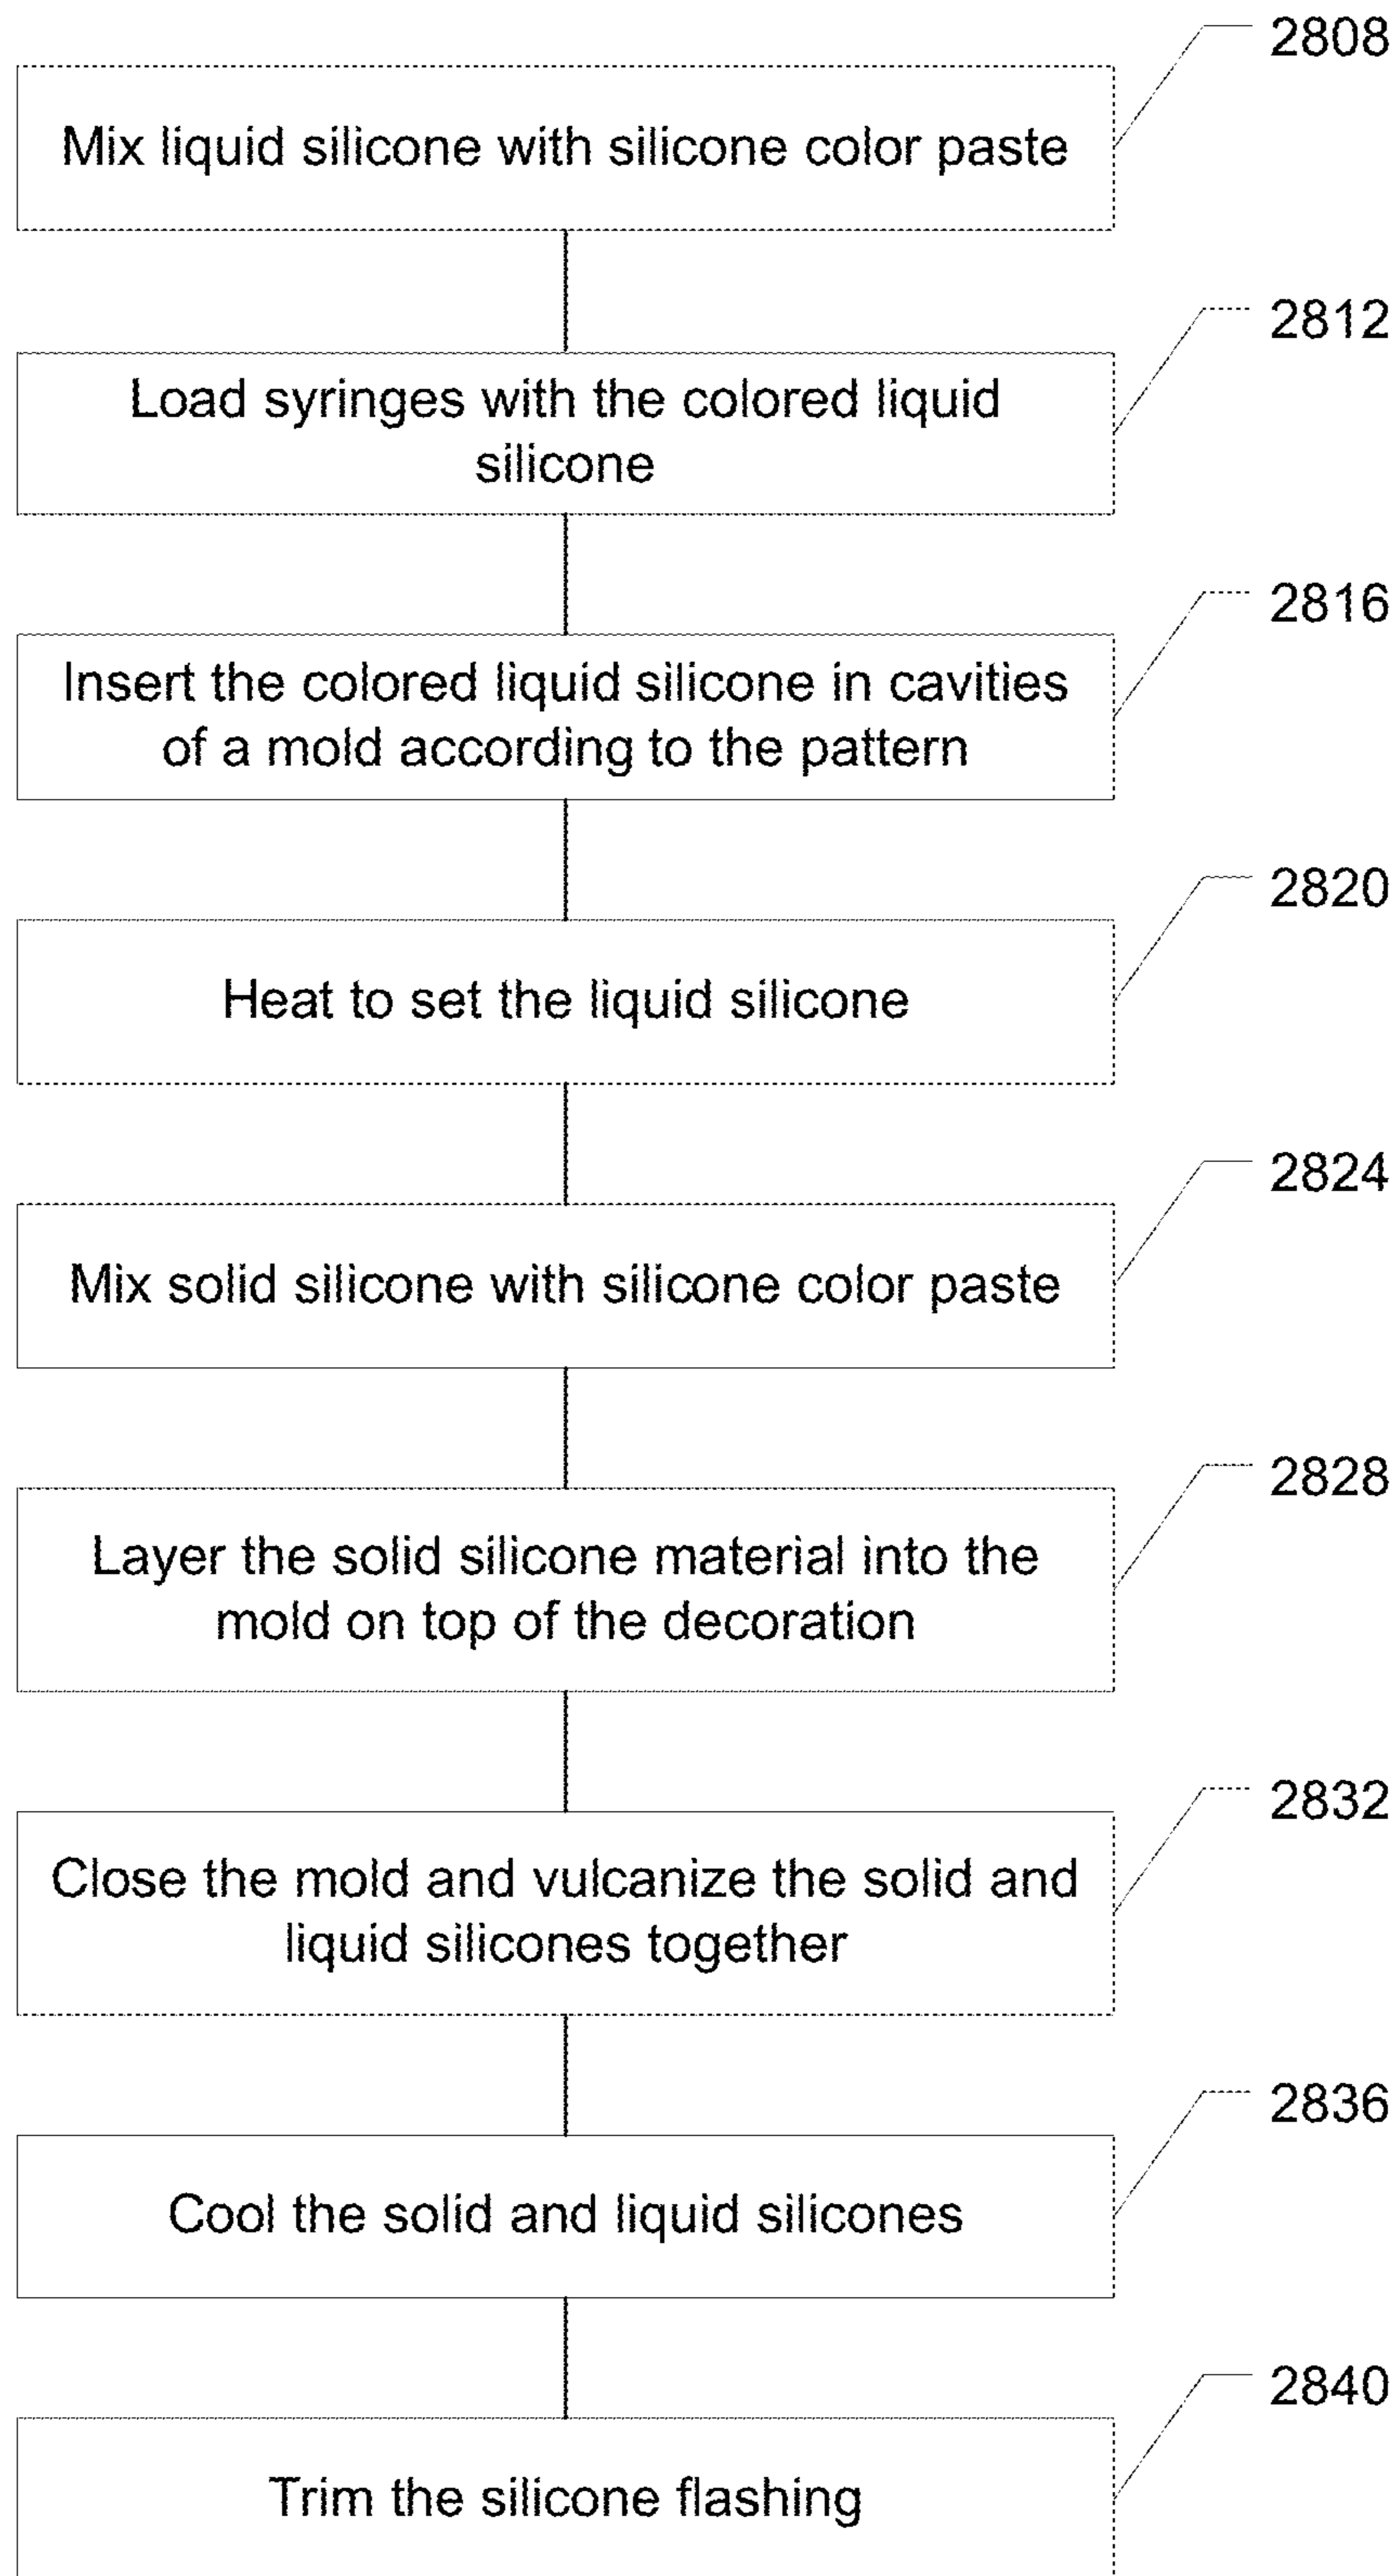 2808
Mix liquid silicone with silicone color paste
2812
Load syringes with the colored liquid
silicone
2816
Insert the colored liquid silicone in cavities
of a mold according to the pattern
2820
Heat to set the liquid silicone
2824
Mix solid silicone with silicone color paste
2828
Layer the solid silicone material into the
mold on top of the decoration
2832
Close the mold and vulcanize the solid and
liquid silicones together
2836
Cool the solid and liquid silicones
2840
Trim the silicone flashing